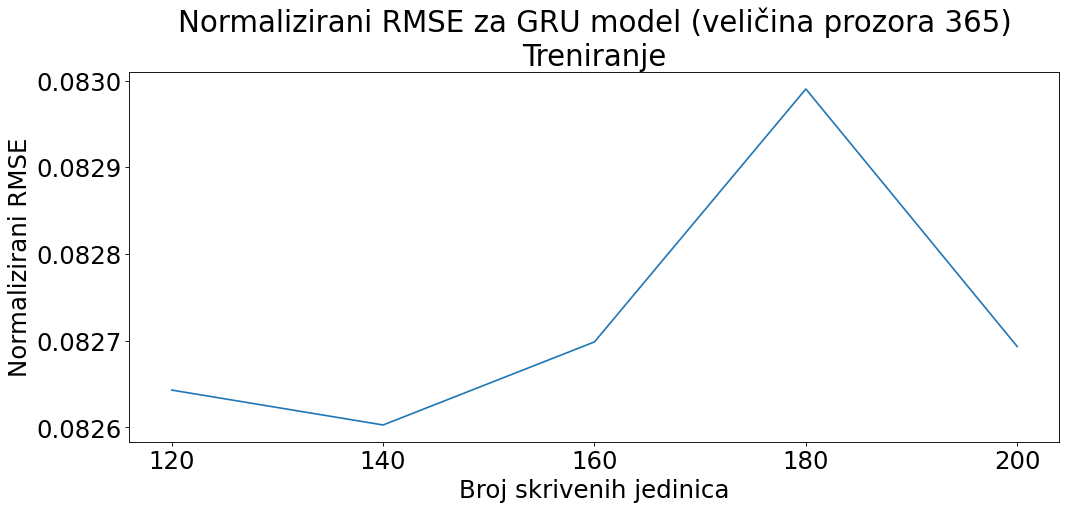 Normalizirani RMSE za GRU model (veličina prozora 365)
Treniranje
Normalizirani RMSE
0.0830
0.0829
0.0828
0.0827
0.0826
120 140 160 180 200
Broj skrivenih jedinica